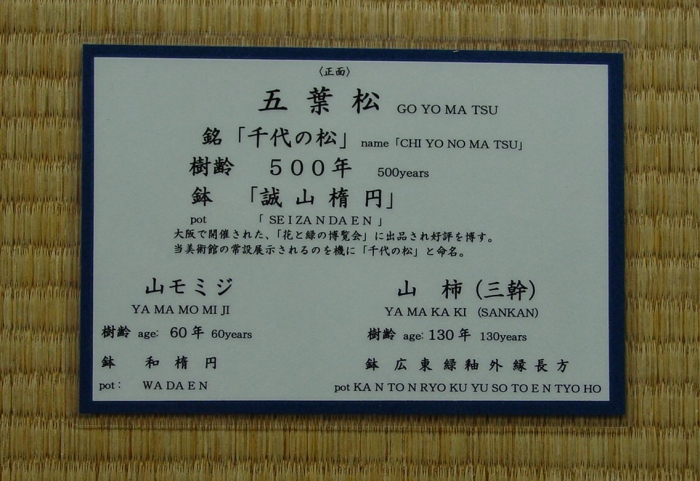 〈正面〉
五葉松 GO YO MA TSU
銘「千代の松」 name「CHI YO NO MA TSU」
樹齢 500年 500years
鉢 「誠山楕円」
pot 「 SEIZANDAEN 」
大阪で開催された、「花と緑の博覧会」に出品され好評を博す。
当美術館の常設展示されるのを機に「千代の松」と命名。
山モミジ
YA MA MO MI JI
樹齢 age: 60年 60years
鉢 和楕円
pot: WADAEN
山柿(三幹)
YA MA KA KI (SANKAN)
樹齢 age: 130年 130years
鉢 広東緑釉外縁長方
pot KA N TO N RYO KU YU SO TO E N TYO HO